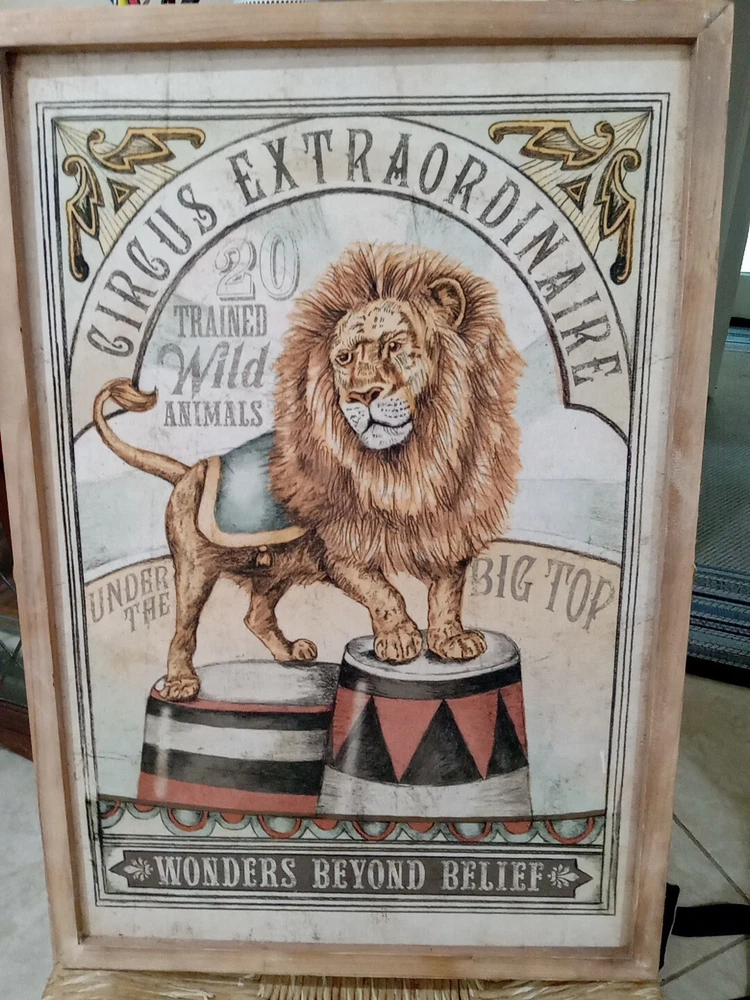 CIRCUS EXTRAORDINAIRE
20
TRAINED
Wild
ANIMALS
UNDER
THE
BIG TOP
WONDERS BEYOND BELIEF